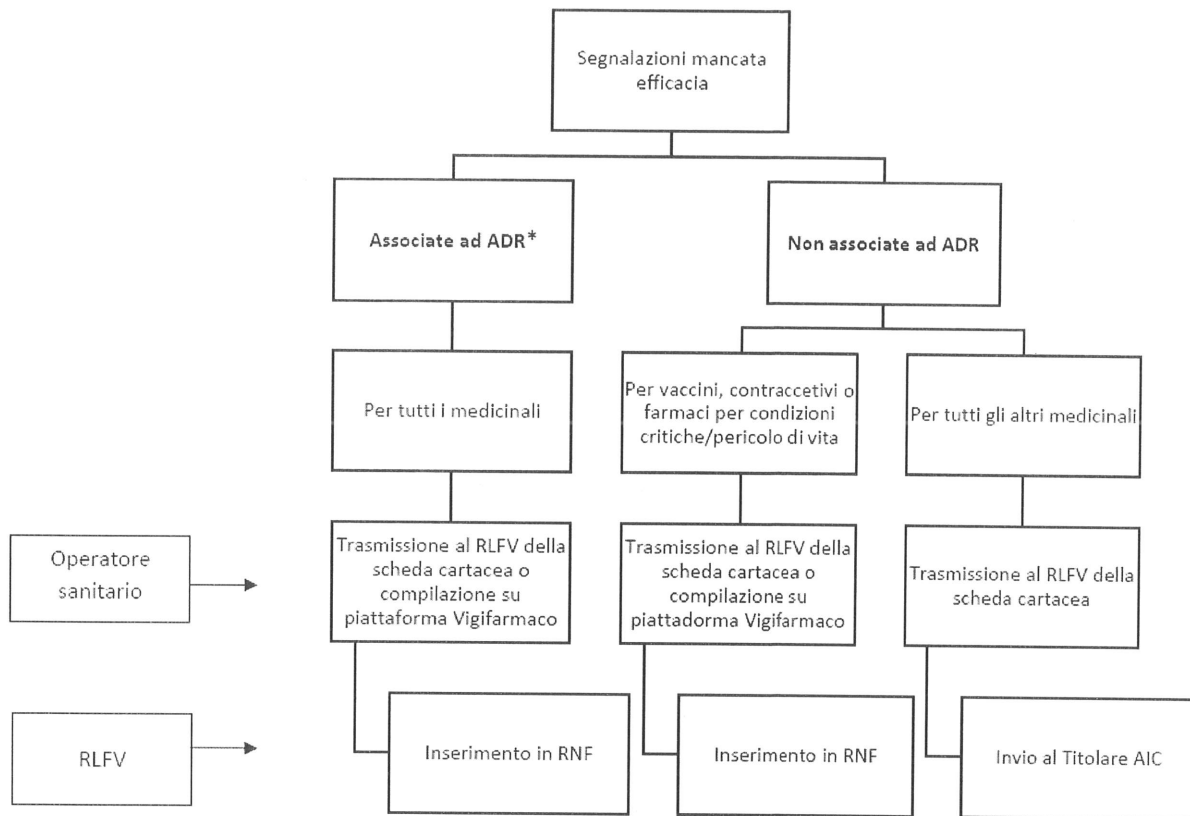 Segnalazioni mancata
efficacia
Associate ad ADR*
Non associate ad ADR
Per tutti i medicinali
Per vaccini, contraccetivi o
farmaci per condizioni
critiche/pericolo di vita
Per tutti gli altri medicinali
Operatore
sanitario
Trasmissione al RLFV della
scheda cartacea o
compilazione su
piattaforma Vigifarmaco
Trasmissione al RLFV della
scheda cartacea o
compilazione su
piattadorma Vigifarmaco
Trasmissione al RLFV della
scheda cartacea
RLFV
Inserimento in RNF
Inserimento in RNF
Invio al Titolare AIC